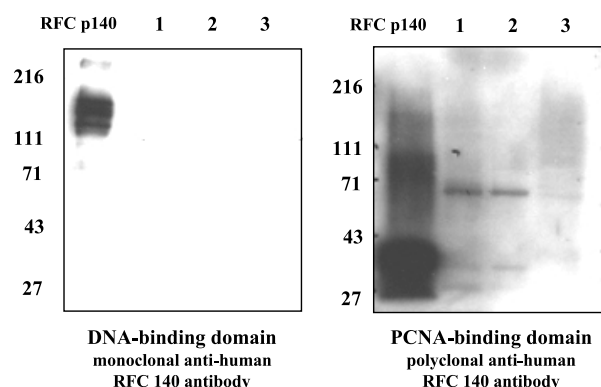 RFC p140 1 2 3
216
111
71
43
27
DNA-binding domain
monoclonal anti-human
RFC 140 antibody
RFC p140 1 2 3
216
111
71
43
27
PCNA-binding domain
polyclonal anti-human
RFC 140 antibody